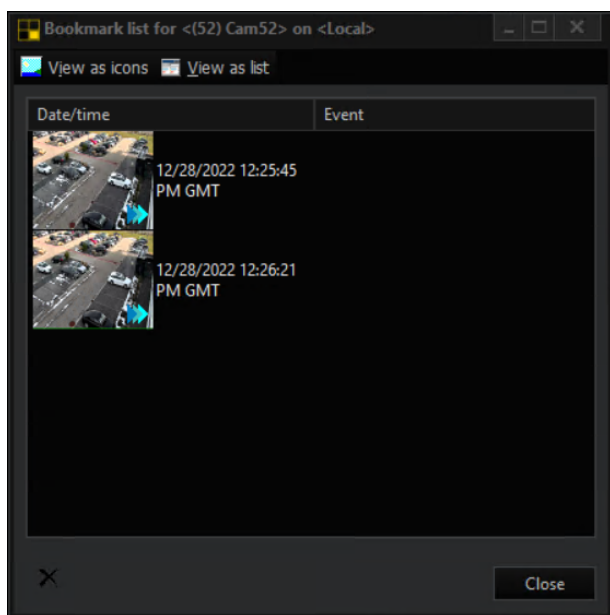 Bookmark list for <(52) Cam52> on <Local>
View as icons View as list
Date/time Event
12/28/2022 12:25:45
PM GMT
12/28/2022 12:26:21
PM GMT
Close